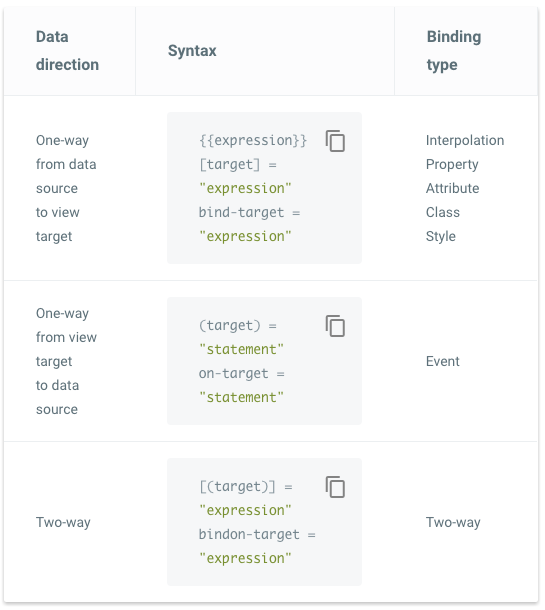 Data
direction
Syntax
Binding
type
One-way
from data
source
to view
target
{{expression}}
[target] =
"expression"
bind-target =
"expression"
Interpolation
Property
Attribute
Class
Style
One-way
from view
target
to data
source
(target) =
"statement"
on-target =
"statement"
Event
Two-way
[(target)] =
"expression"
bindon-target =
"expression"
Two-way